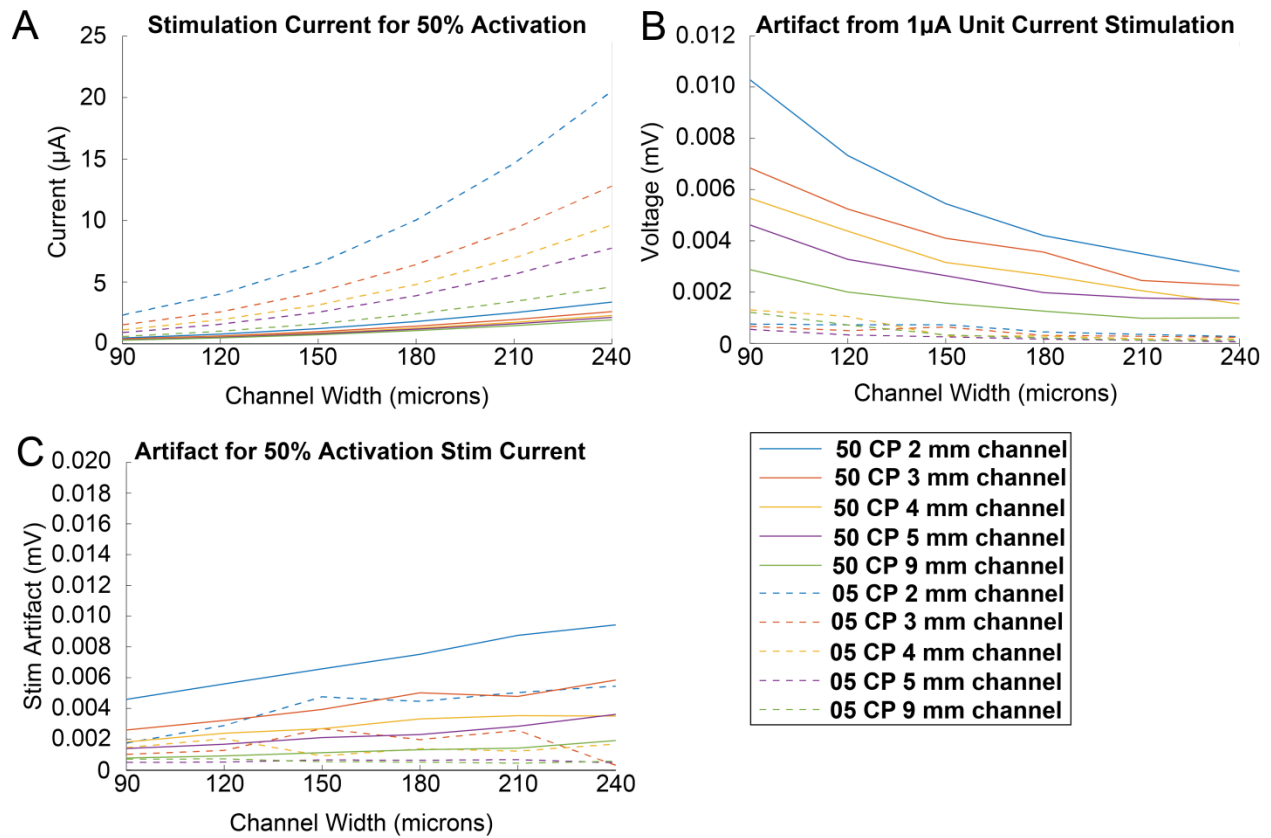 A
Stimulation Current for 50% Activation
25
20
15
10
5
0
Current (µA)
90
120
150
180
210
240
Channel Width (microns)
B
Artifact from 1µA Unit Current Stimulation
0.012
0.010
0.008
0.006
0.004
0.002
0
Voltage (mV)
90
120
150
180
210
240
Channel Width (microns)
C
Artifact for 50% Activation Stim Current
0.020
0.018
0.016
0.014
0.012
0.010
0.008
0.006
0.004
0.002
0
Stim Artifact (mV)
90
120
150
180
210
240
Channel Width (microns)
50 CP 2 mm channel
50 CP 3 mm channel
50 CP 4 mm channel
50 CP 5 mm channel
50 CP 9 mm channel
05 CP 2 mm channel
05 CP 3 mm channel
05 CP 4 mm channel
05 CP 5 mm channel
05 CP 9 mm channel